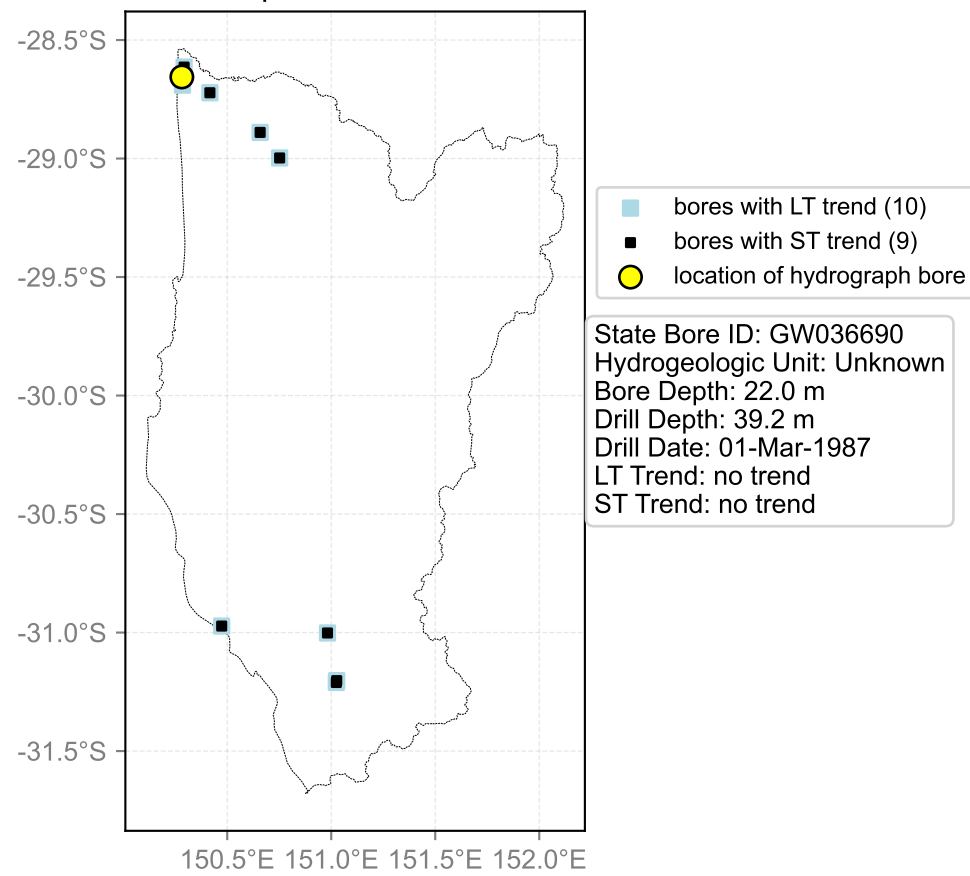 -28.5°S
-29.0°S
-29.5°S
-30.0°S
-30.5°S
-31.0°S
-31.5°S
150.5°E 151.0°E 151.5°E 152.0°E
bores with LT trend (10)
bores with ST trend (9)
location of hydrograph bore
State Bore ID: GW036690
Hydrogeologic Unit: Unknown
Bore Depth: 22.0 m
Drill Depth: 39.2 m
Drill Date: 01-Mar-1987
LT Trend: no trend
ST Trend: no trend